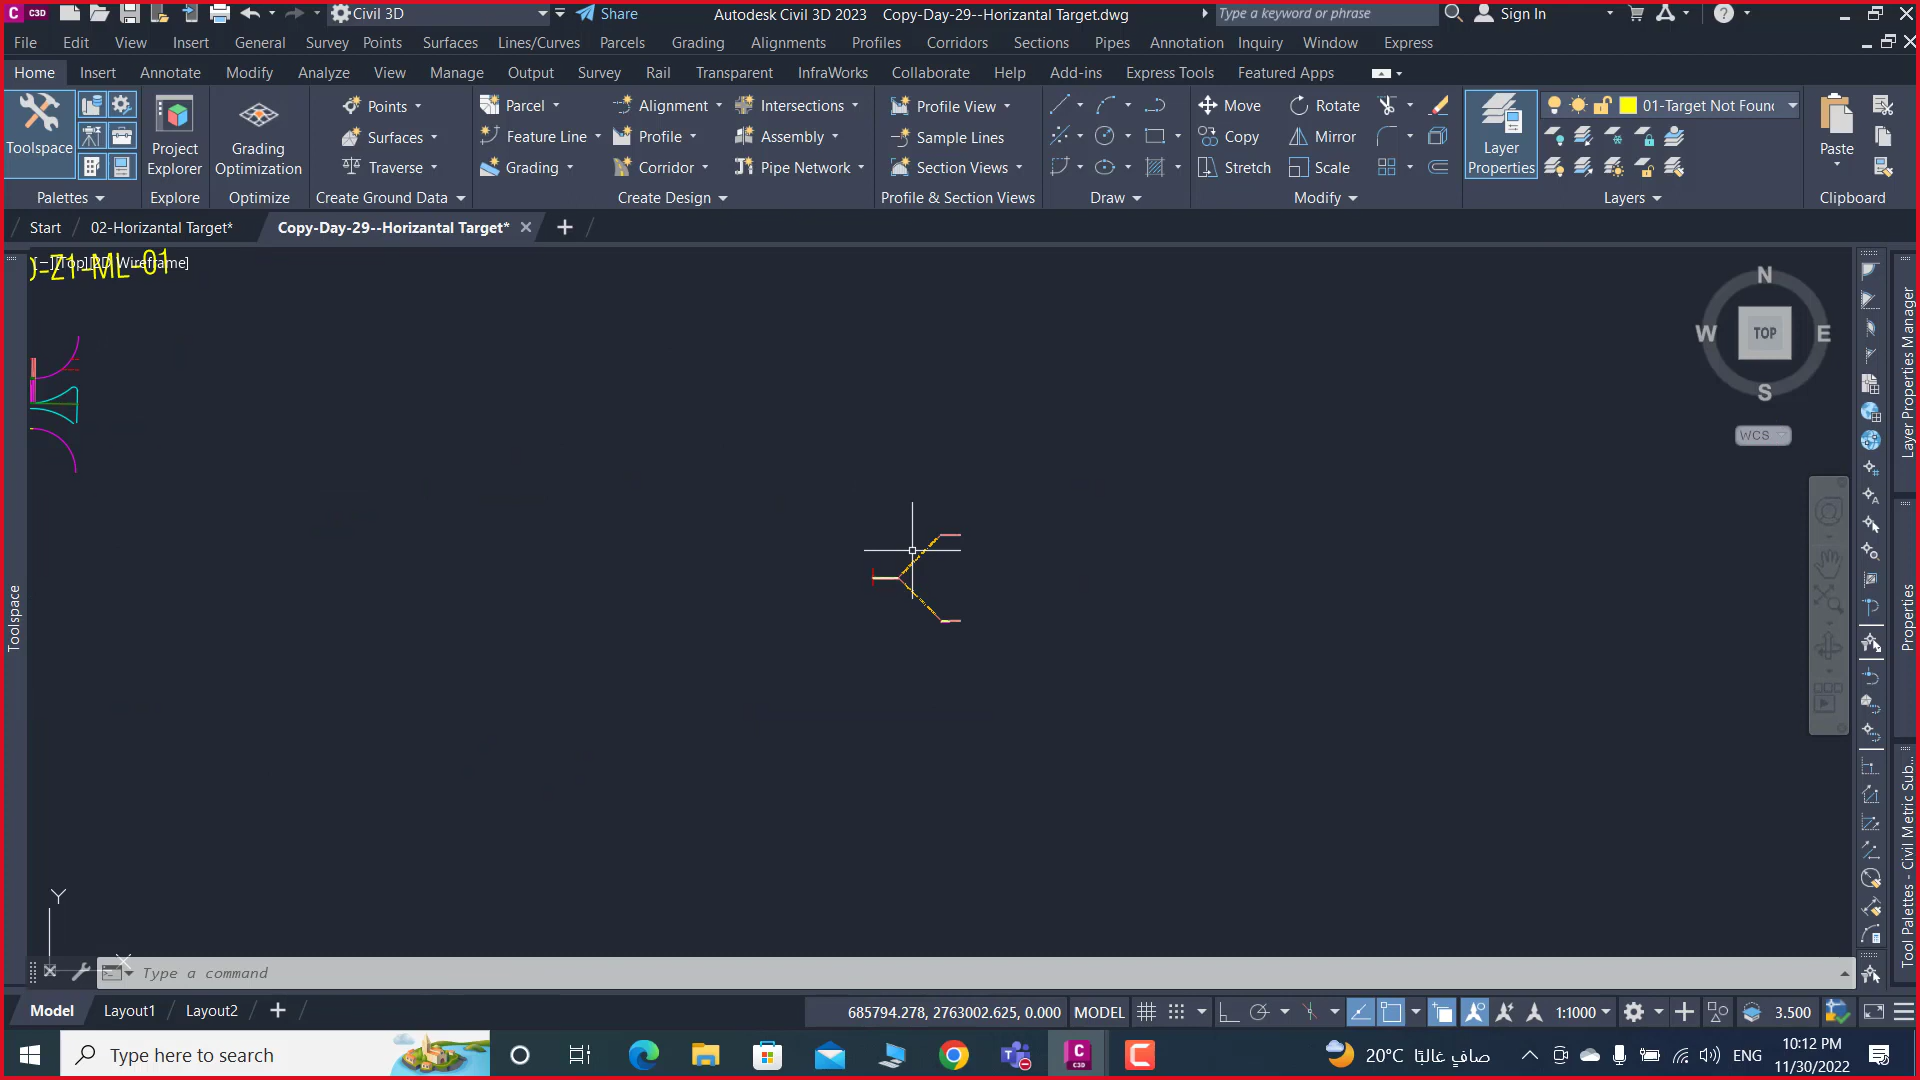 C3D Civil 3D Share Autodesk Civil 3D 2023 Copy-Day-29--Horizantal Target.dwg Type a keyword or phrase Sign In
File Edit View Insert General Survey Points Surfaces Lines/Curves Parcels Grading Alignments Profiles Corridors Sections Pipes Annotation Inquiry Window Express
Home Insert Annotate Modify Analyze View Manage Output Survey Rail Transparent InfraWorks Collaborate Help Add-ins Express Tools Featured Apps
Points Parcel Alignment Intersections Profile View Move Rotate 01-Target Not Found
Toolspace Project Explorer Grading Optimization Surfaces Feature Line Profile Assembly Sample Lines Copy Mirror Layer Properties Paste
Traverse Grading Corridor Pipe Network Section Views Stretch Scale
Palettes Explore Optimize Create Ground Data Create Design Profile & Section Views Draw Modify Layers Clipboard
Start 02-Horizantal Target* Copy-Day-29--Horizantal Target*
[−][Top][2D Wireframe]
)-Z1-ML-01
N
W TOP E
S
WCS
Layer Properties Manager
Properties
Tool Palettes - Civil Metric Sub...
Toolspace
Y
X
Type a command
Model Layout1 Layout2 685794.278, 2763002.625, 0.000 MODEL 1:1000 3.500
Type here to search 20°C صافٍ غالبًا ENG 10:12 PM
11/30/2022